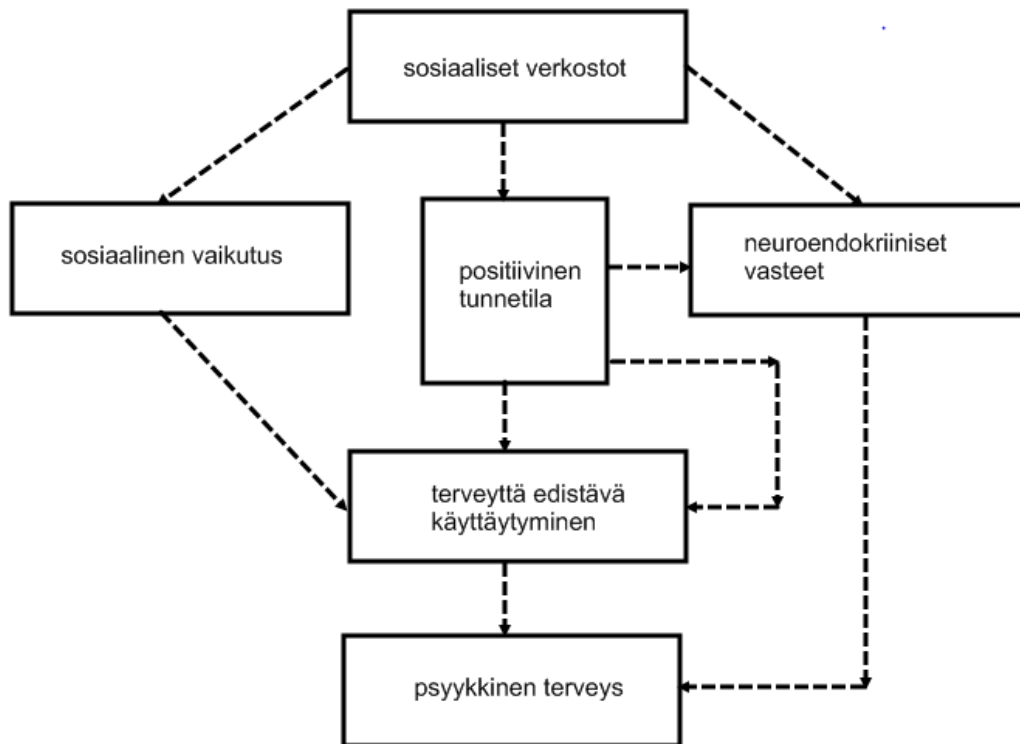 sosiaaliset verkostot
sosiaalinen vaikutus
positiivinen
tunnetila
neuroendokriiniset
vasteet
terveyttä edistävä
käyttäytyminen
psyykkinen terveys